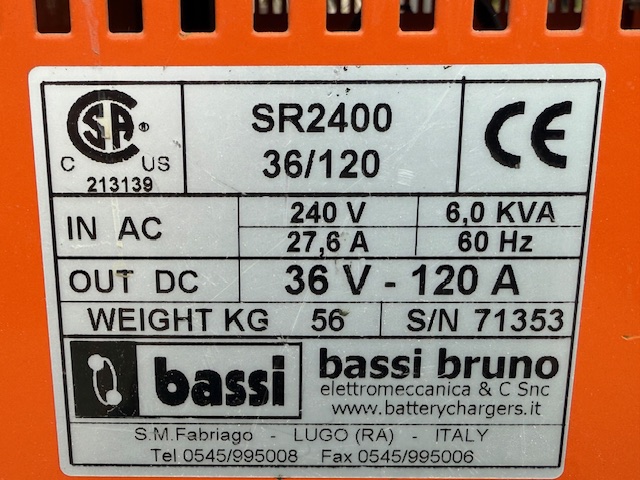 SR2400
36/120
CSA ®
C US
213139
CE
IN AC 240 V 6,0 KVA
27,6 A 60 Hz
OUT DC 36 V - 120 A
WEIGHT KG 56 S/N 71353
bassi bassi bruno
elettromeccanica & C Snc
www.batterychargers.it
S.M.Fabriago - LUGO (RA) - ITALY
Tel 0545/995008 Fax 0545/995006